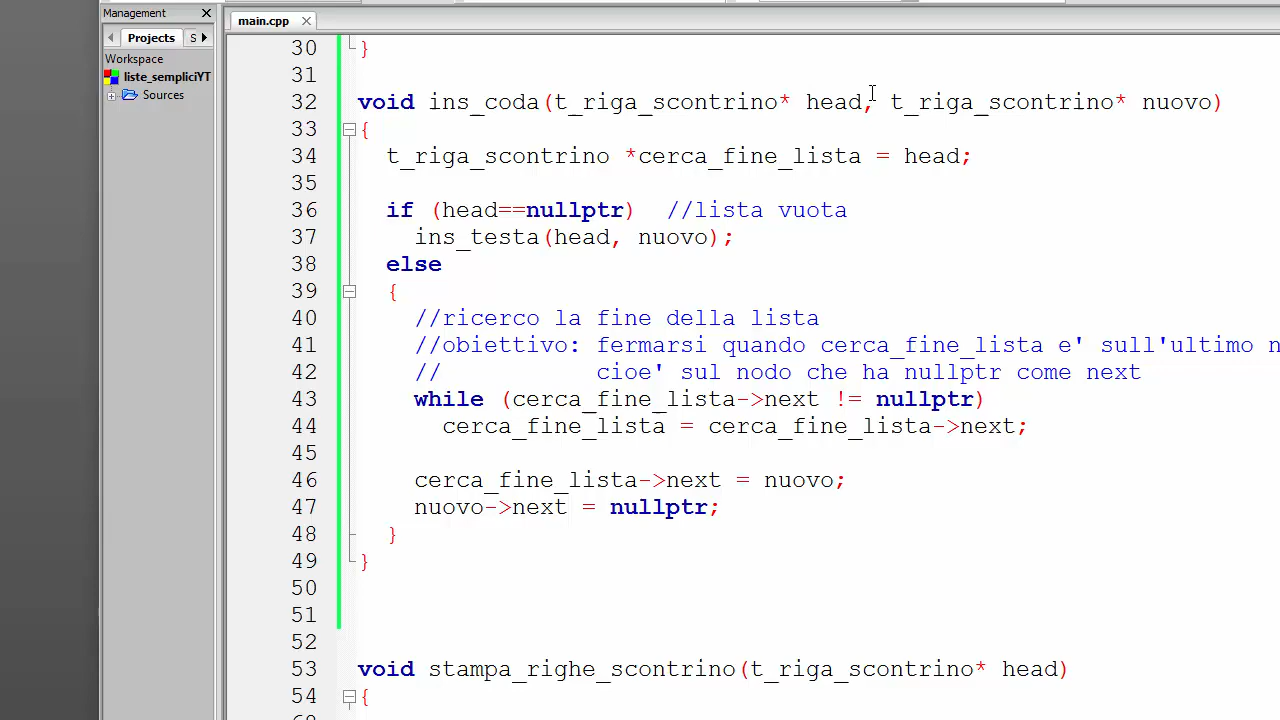 Management
main.cpp
Projects
S
Workspace
liste_sempliciYT
Sources
30 }
31
32 void ins_coda(t_riga_scontrino* head, t_riga_scontrino* nuovo)
33 {
34 t_riga_scontrino *cerca_fine_lista = head;
35
36 if (head==nullptr) //lista vuota
37 ins_testa(head, nuovo);
38 else
39 {
40 //ricerco la fine della lista
41 //obiettivo: fermarsi quando cerca_fine_lista e' sull'ultimo n
42 // cioe' sul nodo che ha nullptr come next
43 while (cerca_fine_lista->next != nullptr)
44 cerca_fine_lista = cerca_fine_lista->next;
45
46 cerca_fine_lista->next = nuovo;
47 nuovo->next = nullptr;
48 }
49 }
50
51
52
53 void stampa_righe_scontrino(t_riga_scontrino* head)
54 {